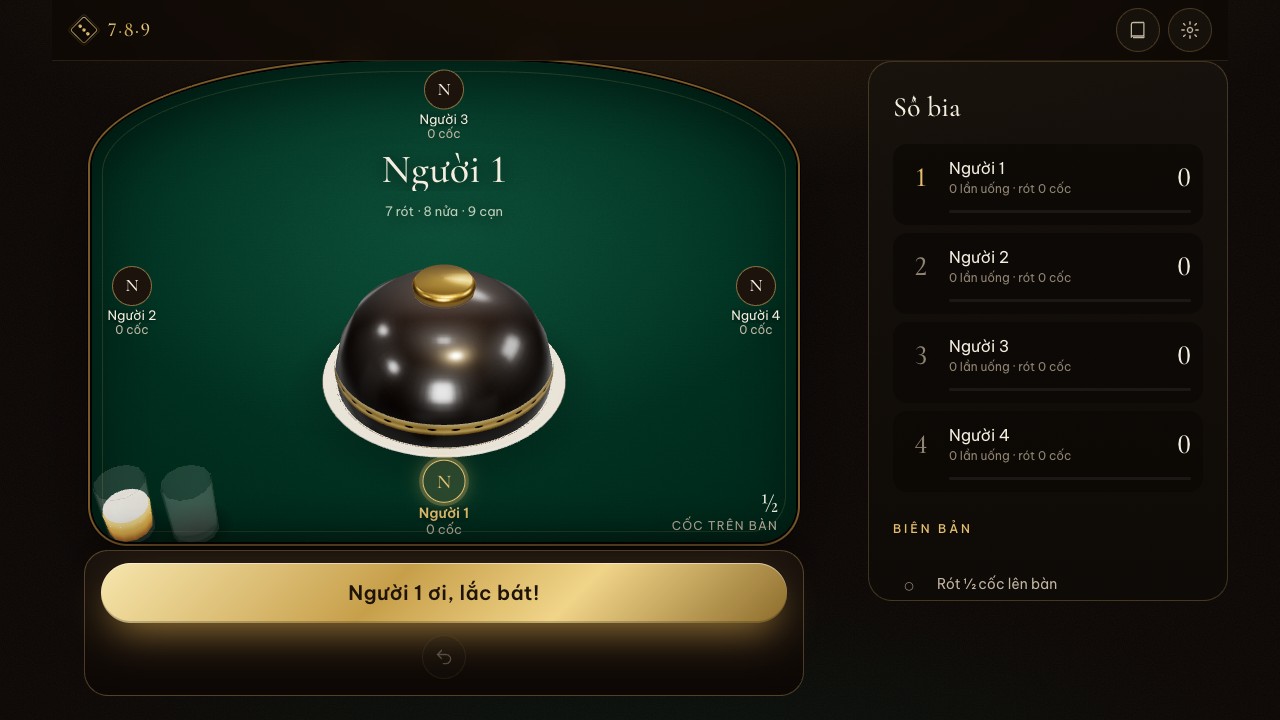 7·8·9
N
Người 3
0 cốc
Người 1
7 rót · 8 nửa · 9 cạn
N
Người 2
0 cốc
N
Người 4
0 cốc
N
Người 1
0 cốc
½
CỐC TRÊN BÀN
Người 1 ơi, lắc bát!
Sổ bia
1
Người 1
0 lần uống · rót 0 cốc
0
2
Người 2
0 lần uống · rót 0 cốc
0
3
Người 3
0 lần uống · rót 0 cốc
0
4
Người 4
0 lần uống · rót 0 cốc
0
BIÊN BẢN
Rót ½ cốc lên bàn